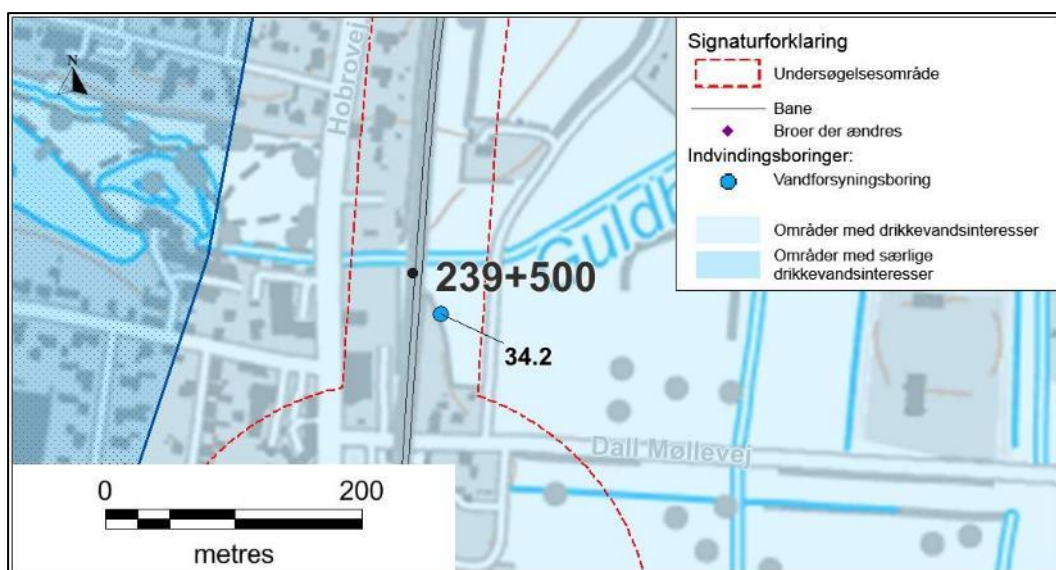 N
Hobrovej
Guldb
239+500
34.2
Dall Møllevej
0 200
metres
Signaturforklaring
Undersøgelsesområde
Bane
Broer der ændres
Indvindingsboringer:
Vandforsyningsboring
Områder med drikkevandsinteresser
Områder med særlige
drikkevandsinteresser